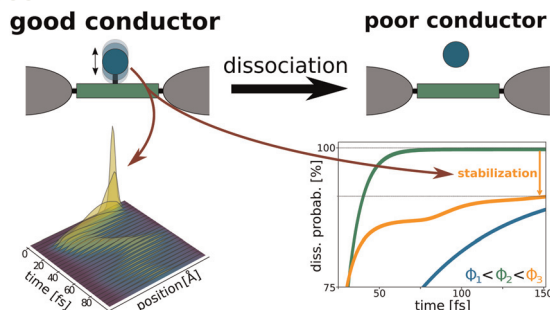 good conductor
poor conductor
dissociation
0
20
40
60
80
time [fs]
position[Å]
diss. probab. [%]
100
75
stabilization
Φ1<Φ2<Φ3
50
100
150
time [fs]